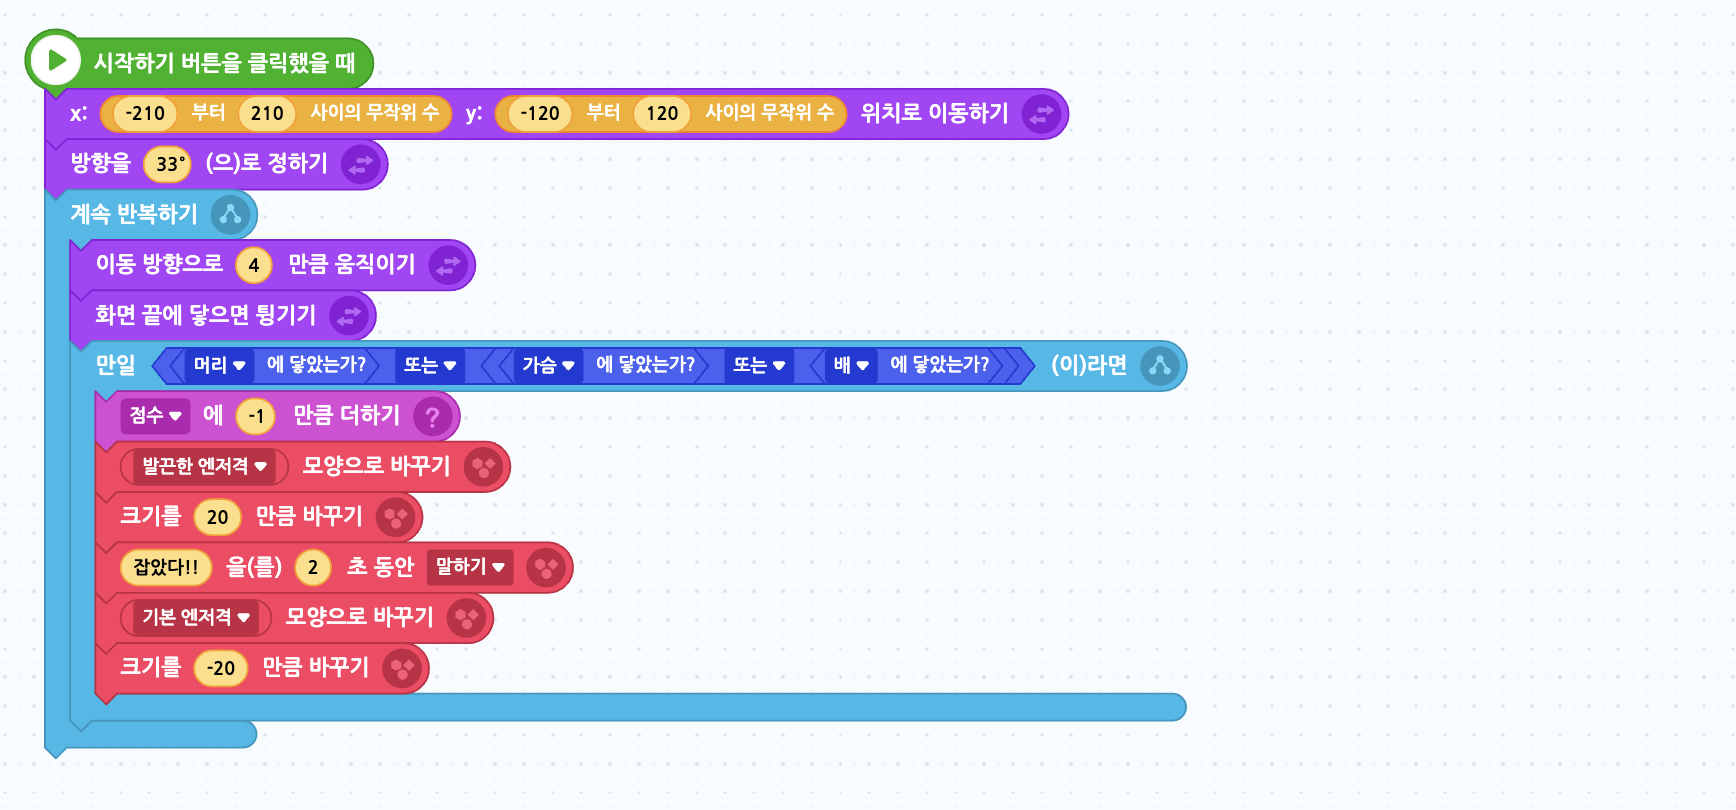 시작하기 버튼을 클릭했을 때
x: -210 부터 210 사이의 무작위 수 y: -120 부터 120 사이의 무작위 수 위치로 이동하기
방향을 33° (으)로 정하기
계속 반복하기
이동 방향으로 4 만큼 움직이기
화면 끝에 닿으면 튕기기
만일 머리 에 닿았는가? 또는 가슴 에 닿았는가? 또는 배 에 닿았는가? (이)라면
점수 에 -1 만큼 더하기 ?
발끈한 엔저격 모양으로 바꾸기
크기를 20 만큼 바꾸기
잡았다!! 을(를) 2 초 동안 말하기
기본 엔저격 모양으로 바꾸기
크기를 -20 만큼 바꾸기